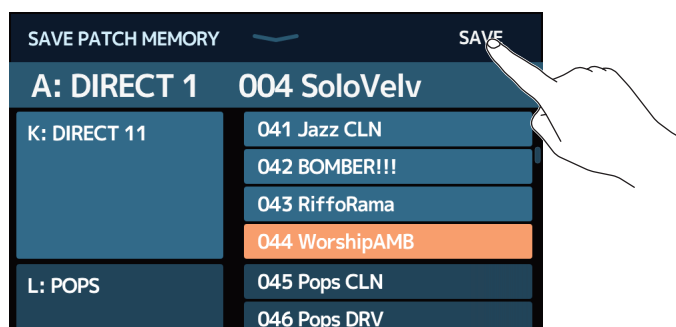 SAVE PATCH MEMORY SAVE
A: DIRECT 1 004 SoloVelv
K: DIRECT 11 041 Jazz CLN
042 BOMBER!!!
043 RiffoRama
044 WorshipAMB
L: POPS 045 Pops CLN
046 Pops DRV